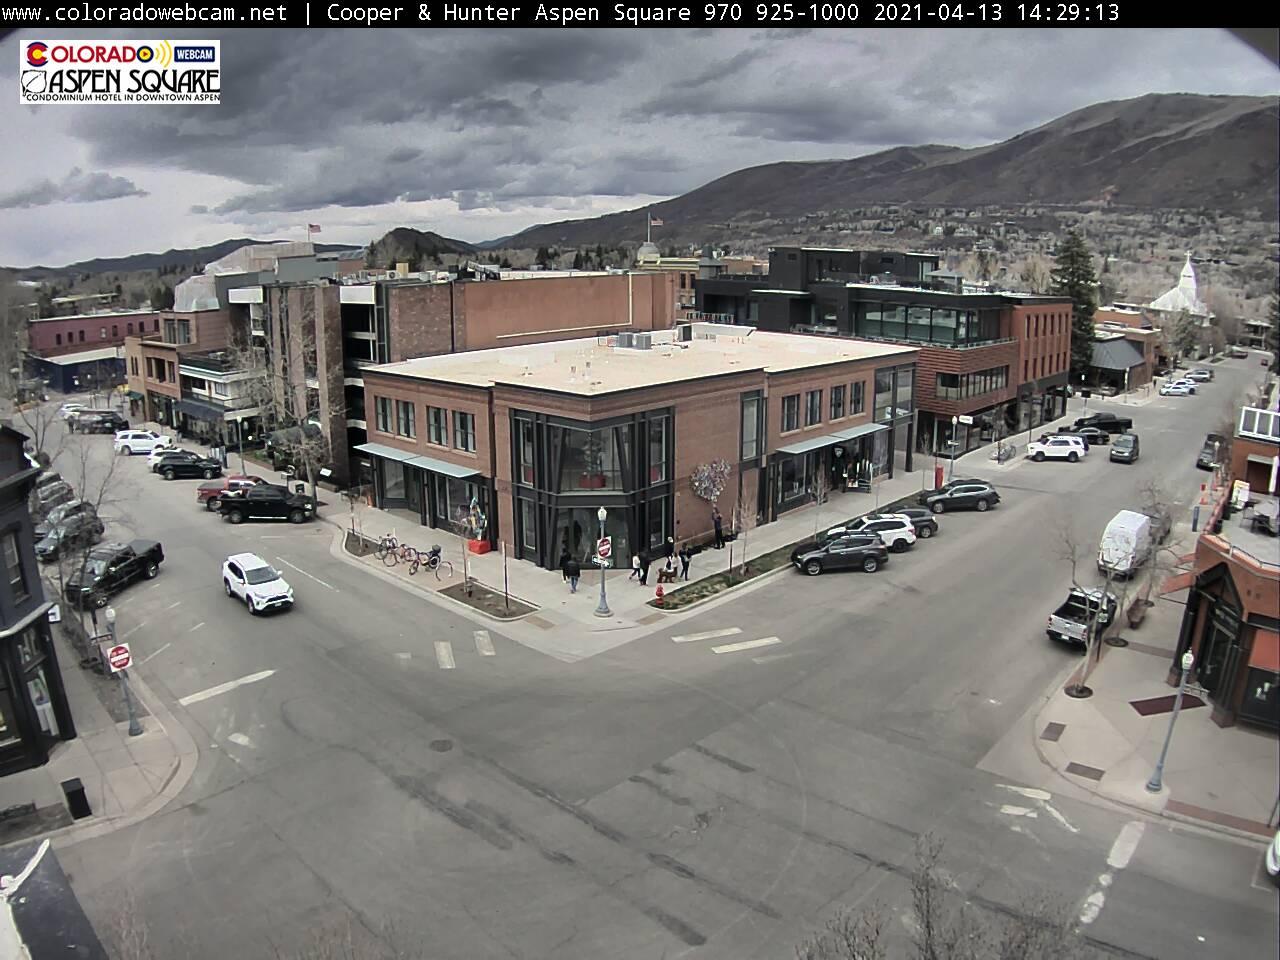 www.coloradowebcam.net | Cooper & Hunter Aspen Square 970 925-1000 2021-04-13 14:29:13
COLORADO WEBCAM
ASPEN SQUARE
CONDOMINIUM HOTEL IN DOWNTOWN ASPEN